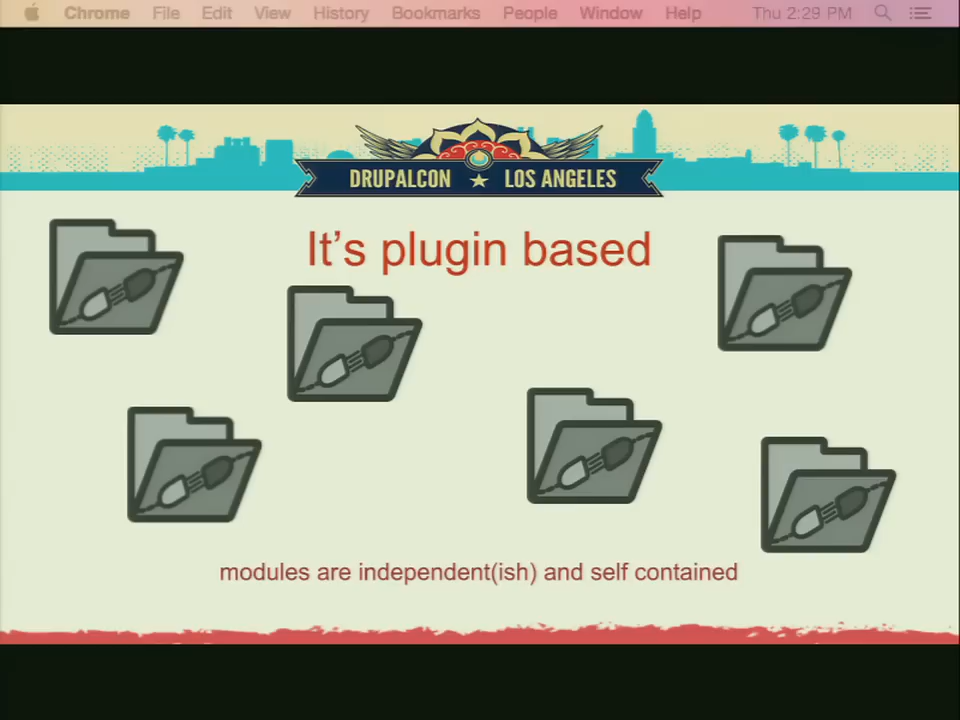 Chrome File Edit View History Bookmarks People Window Help Thu 2:29 PM
DRUPALCON ★ LOS ANGELES
It's plugin based
modules are independent(ish) and self contained